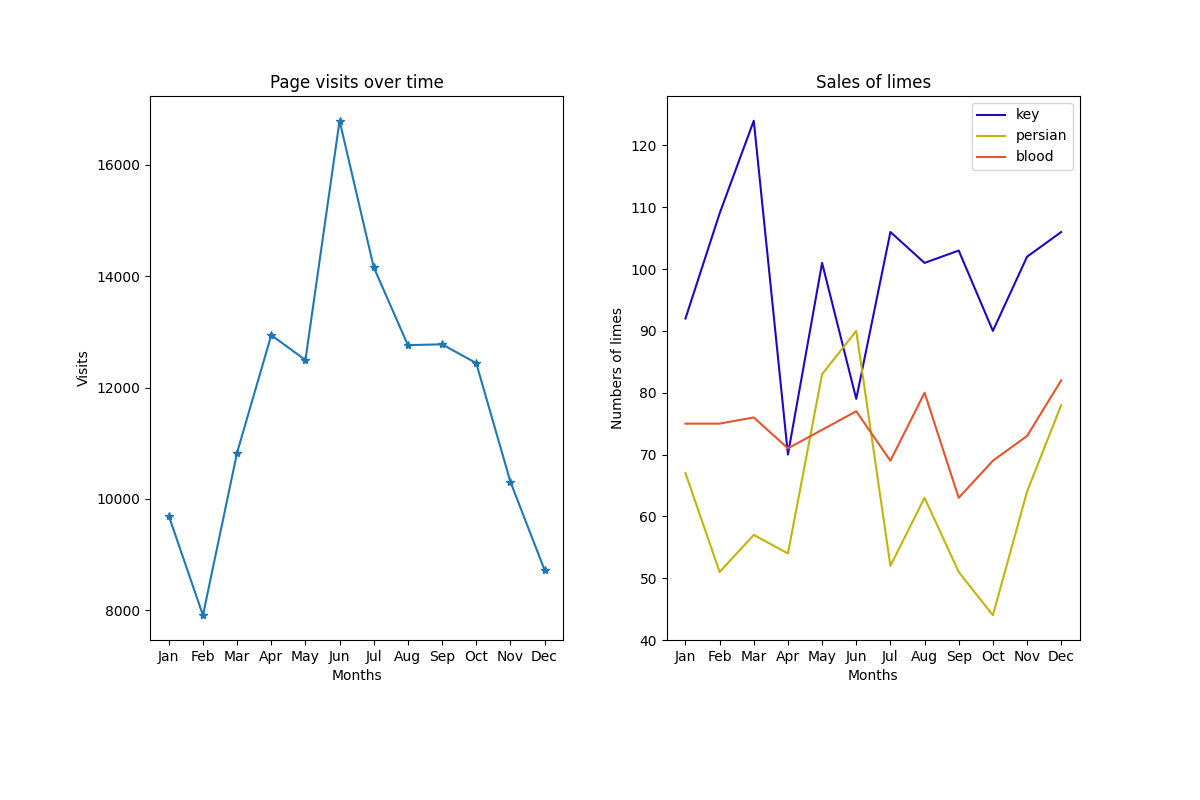 Page visits over time
Visits
16000
14000
12000
10000
8000
Jan Feb Mar Apr May Jun Jul Aug Sep Oct Nov Dec
Months
Sales of limes
Numbers of limes
120
110
100
90
80
70
60
50
40
key
persian
blood
Jan Feb Mar Apr May Jun Jul Aug Sep Oct Nov Dec
Months